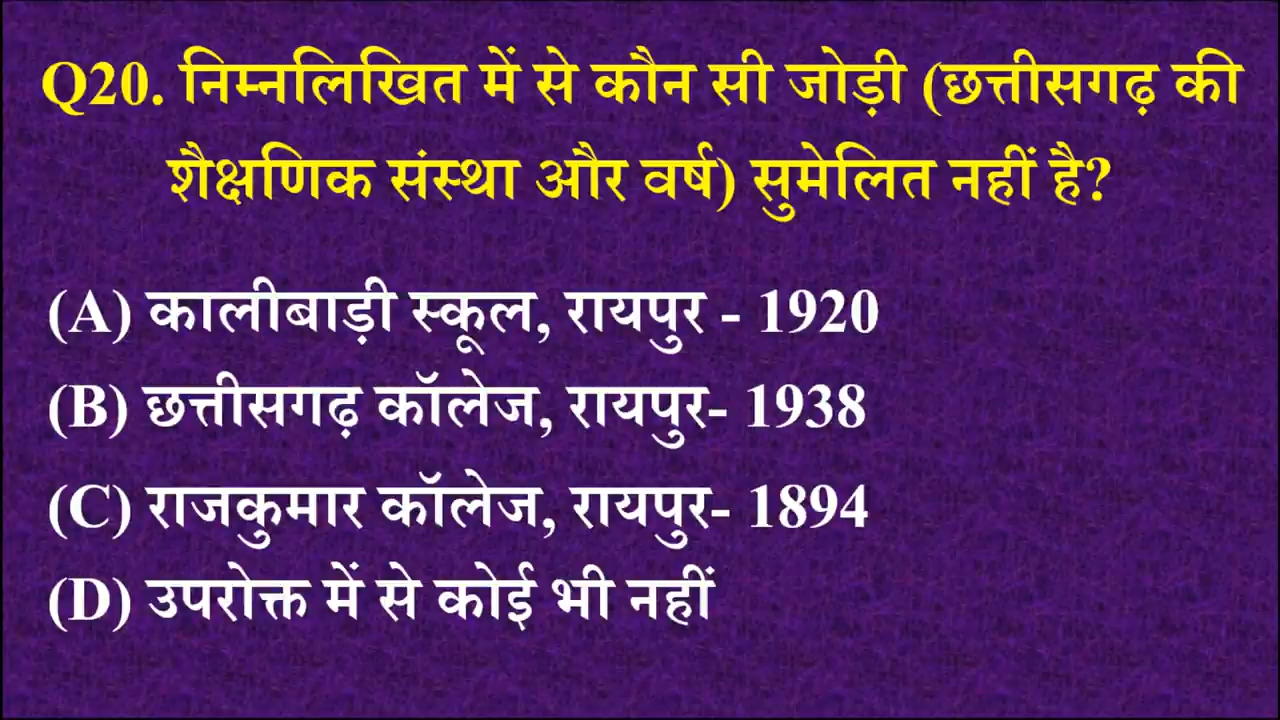 Q20. निम्नलिखित में से कौन सी जोड़ी (छत्तीसगढ़ की
शैक्षणिक संस्था और वर्ष) सुमेलित नहीं है?
(A) कालीबाड़ी स्कूल, रायपुर - 1920
(B) छत्तीसगढ़ कॉलेज, रायपुर- 1938
(C) राजकुमार कॉलेज, रायपुर- 1894
(D) उपरोक्त में से कोई भी नहीं